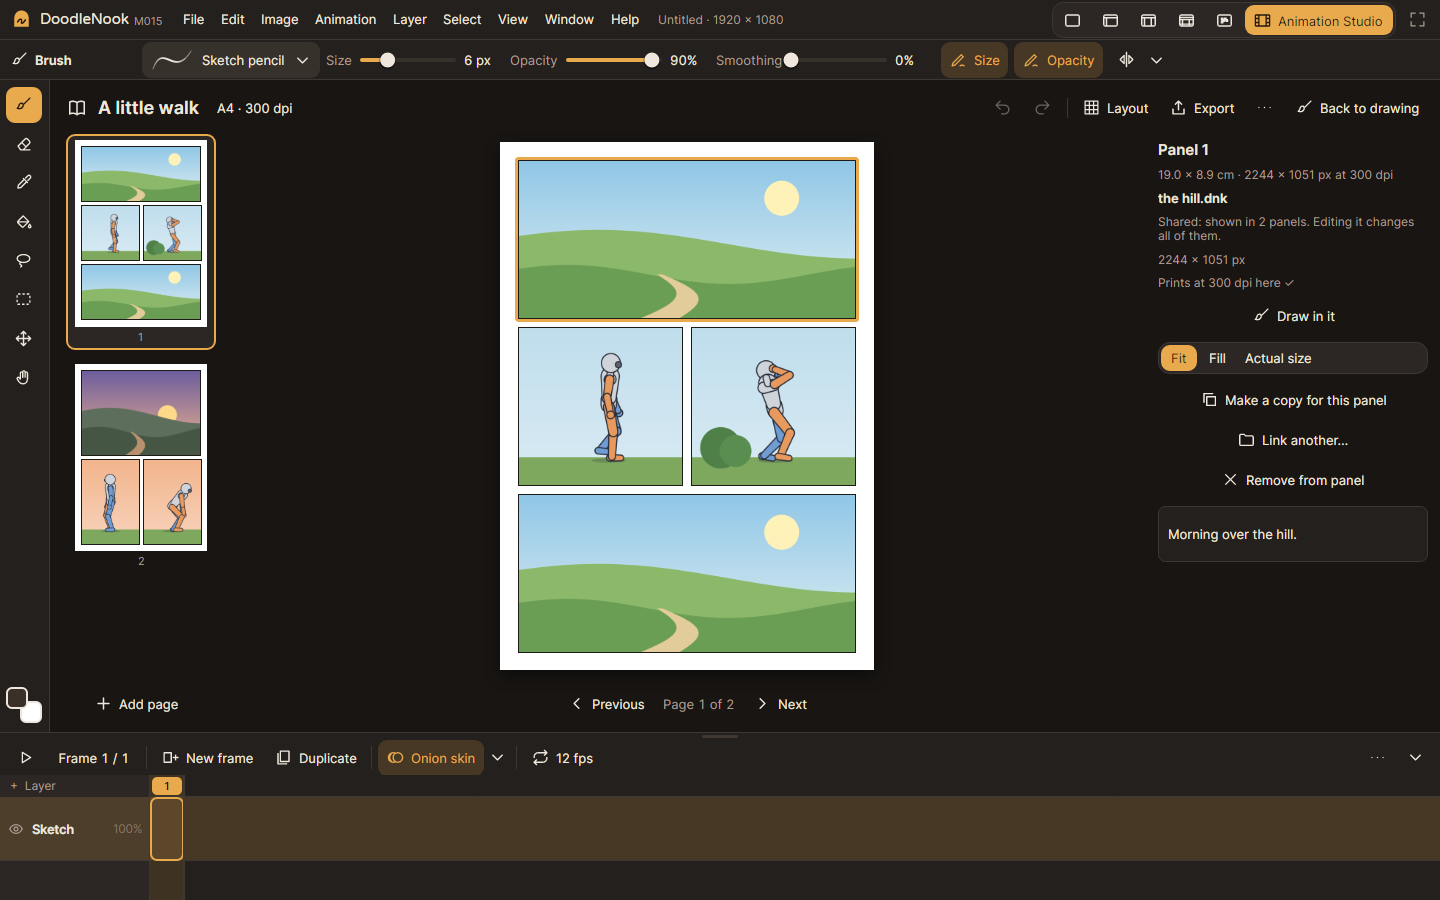 DoodleNook M015 File Edit Image Animation Layer Select View Window Help Untitled · 1920 × 1080 Animation Studio
Brush Sketch pencil Size 6 px Opacity 90% Smoothing 0% Size Opacity
A little walk A4 · 300 dpi Layout Export ··· Back to drawing
1
2
Add page
Previous Page 1 of 2 Next
Panel 1
19.0 × 8.9 cm · 2244 × 1051 px at 300 dpi
the hill.dnk
Shared: shown in 2 panels. Editing it changes
all of them.
2244 × 1051 px
Prints at 300 dpi here ✓
Draw in it
Fit Fill Actual size
Make a copy for this panel
Link another...
Remove from panel
Morning over the hill.
Frame 1 / 1 New frame Duplicate Onion skin 12 fps ···
+ Layer 1
Sketch 100%